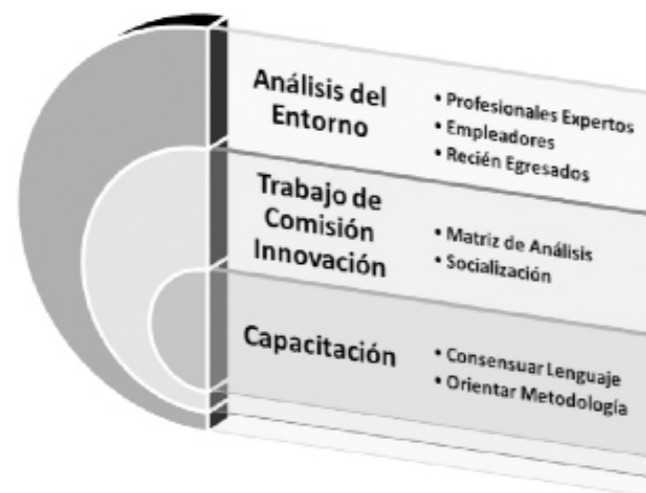 Análisis del
Entorno
• Profesionales Expertos
• Empleadores
• Recién Egresados
Trabajo de
Comisión
Innovación
• Matriz de Análisis
• Socialización
Capacitación
• Consensuar Lenguaje
• Orientar Metodología